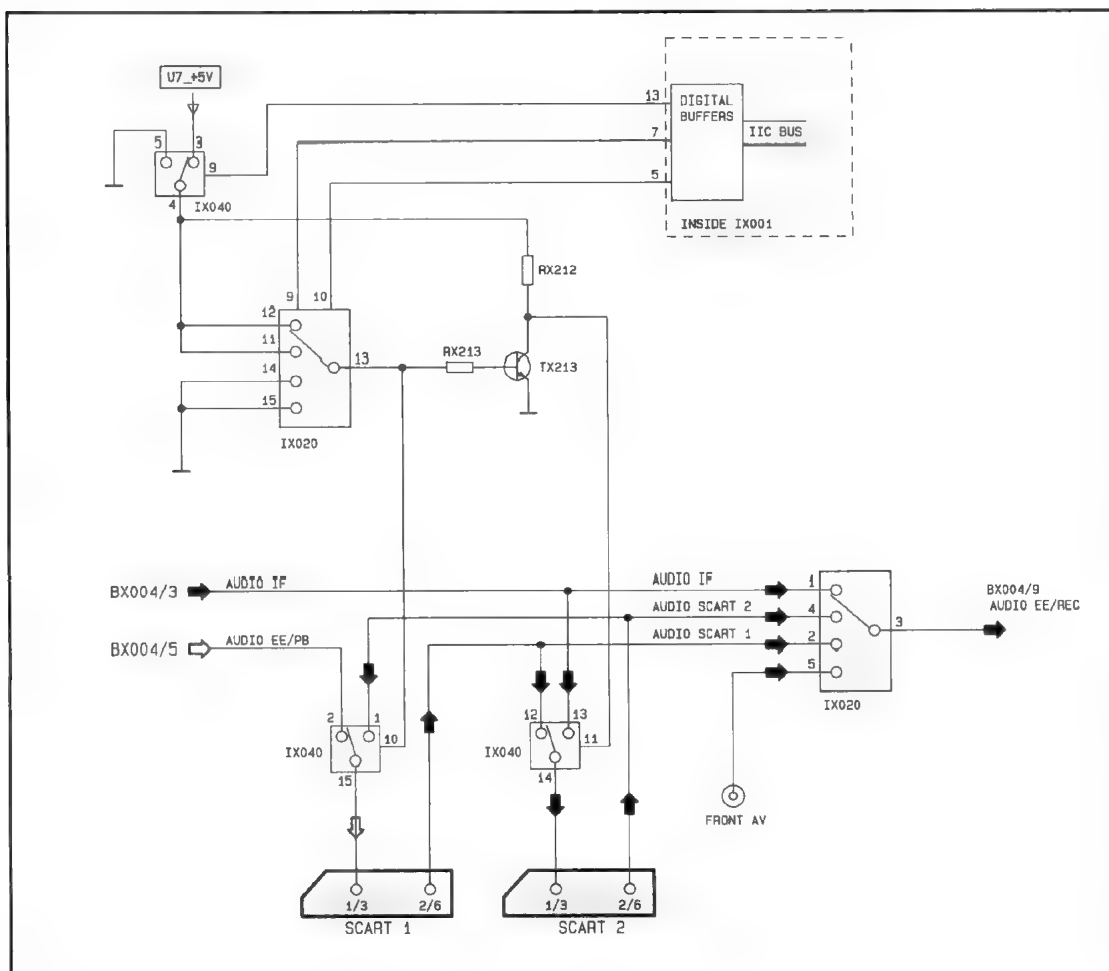 U7_+5V
5 3
9
4 IX040
13 DIGITAL
BUFFERS
7
IIC BUS
5
INSIDE IX001
RX212
9 10
12
11
13 RX213 TX213
14
15
IX020
BX004/3 AUDIO IF AUDIO IF 1
AUDIO SCART 2 4
BX004/5 AUDIO EE/PB AUDIO SCART 1 2
5
3
BX004/9
AUDIO EE/REC
IX020
2 1
IX040 10
15
12 13
IX040 11
14
FRONT AV
1/3 2/6
SCART 1
1/3 2/6
SCART 2